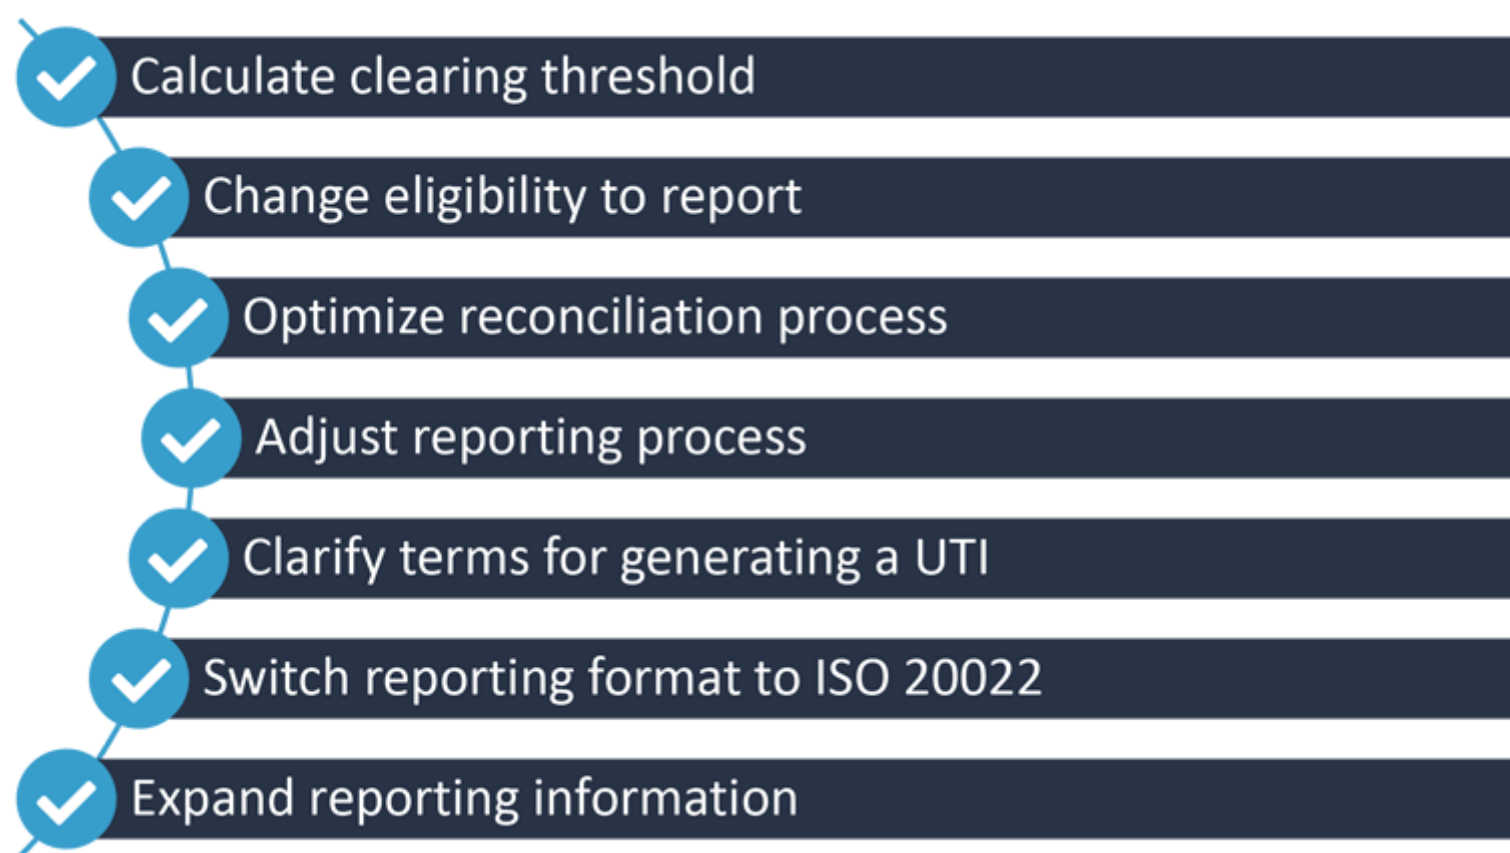 Calculate clearing threshold
Change eligibility to report
Optimize reconciliation process
Adjust reporting process
Clarify terms for generating a UTI
Switch reporting format to ISO 20022
Expand reporting information